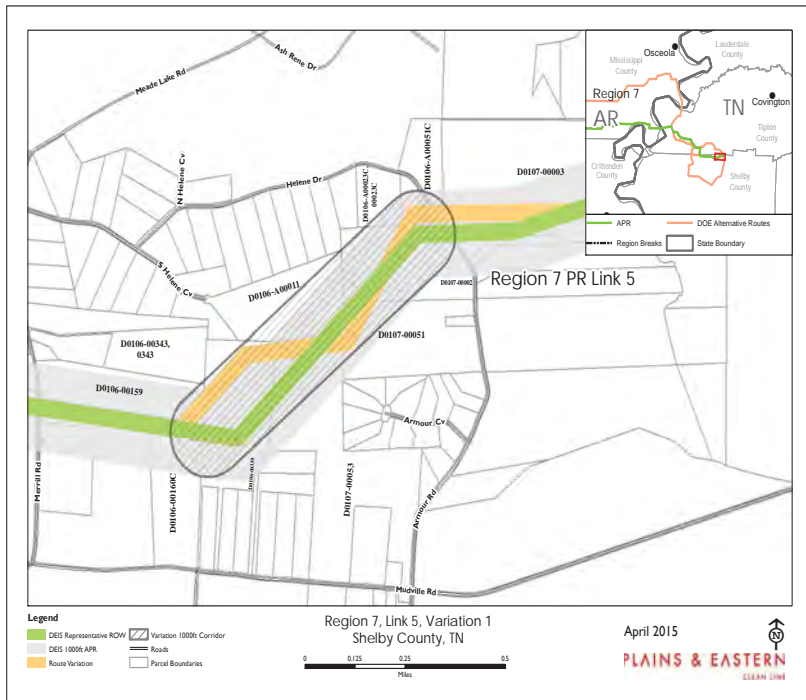 Ash Rene Dr
Meade Lake Rd
N Helene Cv
Helene Dr
S Helene Cv
D0106-A00023C,
00023C
D0106-A00051C
D0107-00003
D0106-A00011
D0107-00002
Region 7 PR Link 5
D0107-00051
D0106-00343,
0343
D0106-00159
Armour Cv
Merrill Rd
D0106-00160C
D0107-00053
Armour Rd
Mudville Rd
Osceola
Lauderdale
County
Mississippi
County
Region 7
Covington
TN
AR
Tipton
County
Crittenden
County
Shelby
County
APR
DOE Alternative Routes
Region Breaks
State Boundary
Legend
DEIS Representative ROW
DEIS 1000ft APR
Route Variation
Variation 1000ft Corridor
Roads
Parcel Boundaries
Region 7, Link 5, Variation 1
Shelby County, TN
0 0.125 0.25 0.5
Miles
April 2015
N
PLAINS & EASTERN
CLEAN LINE